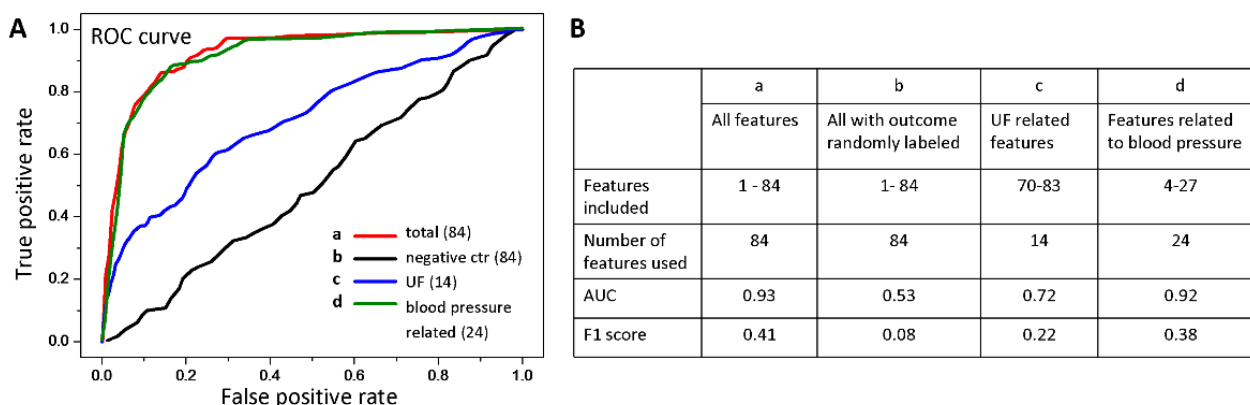 A
ROC curve
1.0
0.8
0.6
0.4
0.2
0.0
True positive rate
a total (84)
b negative ctr (84)
c UF (14)
d blood pressure
related (24)
0.0 0.2 0.4 0.6 0.8 1.0
False positive rate
B
a b c d
All features All with outcome UF related Features related
randomly labeled features to blood pressure
Features 1 - 84 1- 84 70-83 4-27
included
Number of 84 84 14 24
features used
AUC 0.93 0.53 0.72 0.92
F1 score 0.41 0.08 0.22 0.38